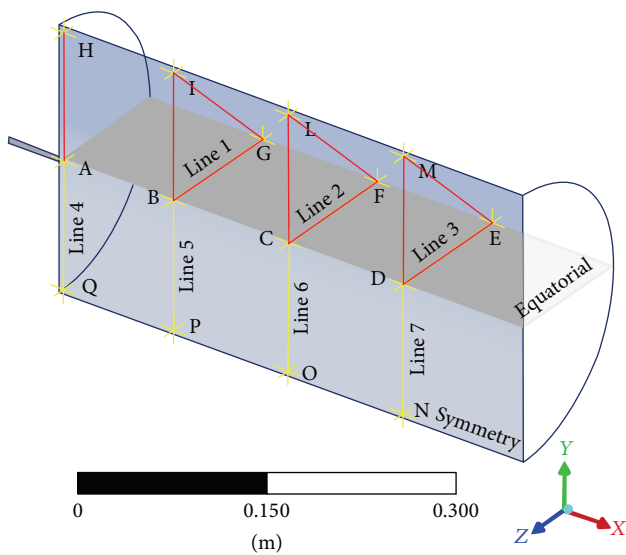 H
I
L
M
A
Line 1
G
B
Line 2
F
C
Line 3
E
D
Line 4
Line 5
Line 6
Line 7
Equatorial
Q
P
O
N
Symmetry
0
0.150
0.300
(m)
Y
X
Z